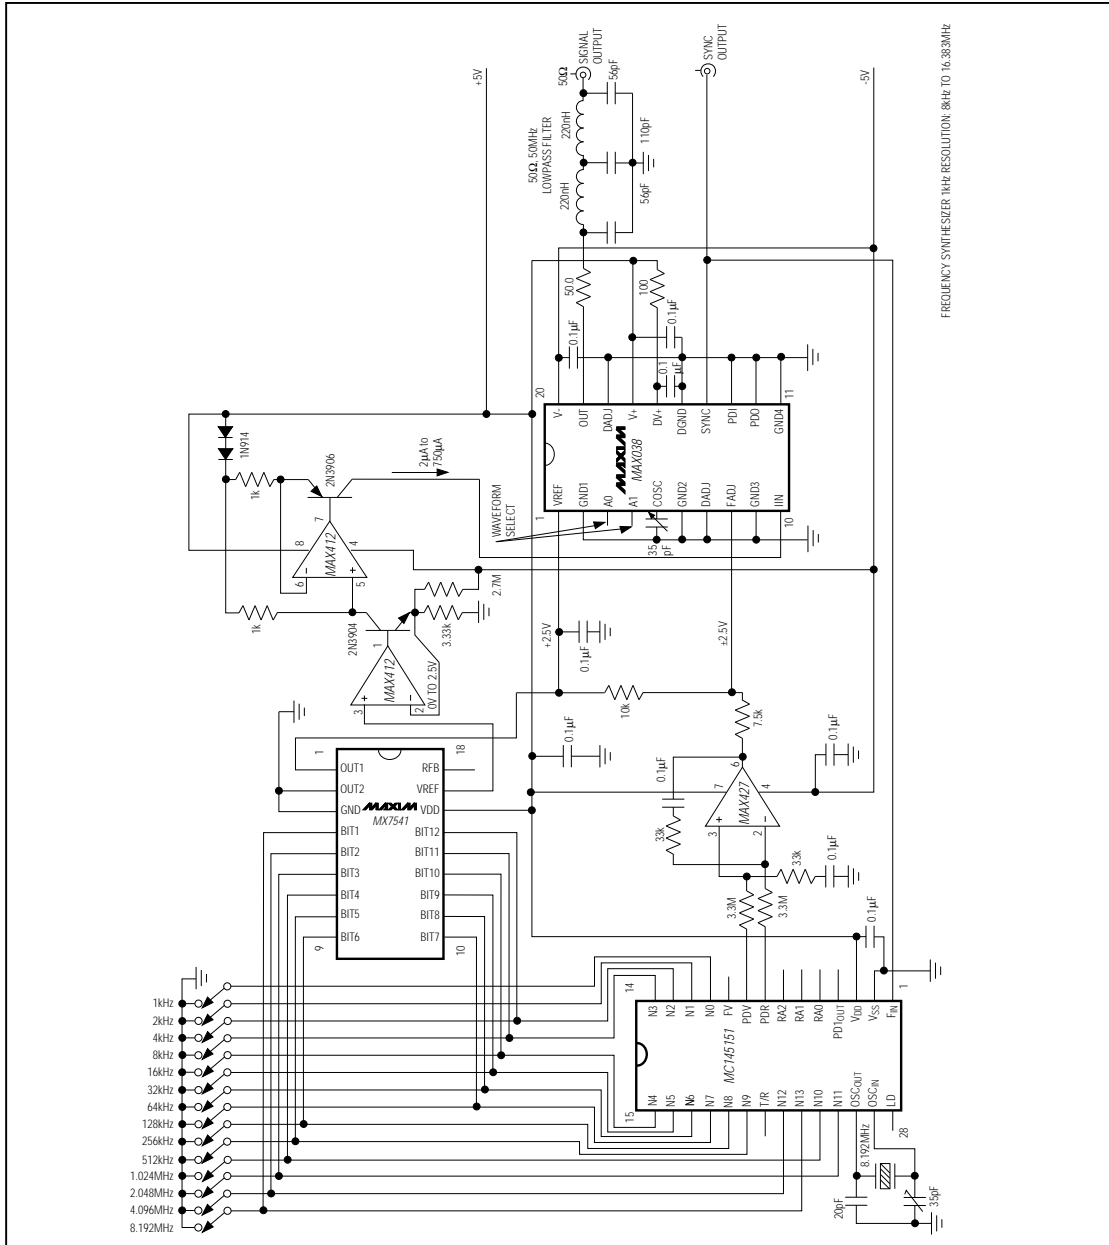 +5V
50Ω, 50MHz
LOWPASS FILTER
220nH
220nH
50Ω
SIGNAL
OUTPUT
56pF
110pF
56pF
SYNC
OUTPUT
-5V
FREQUENCY SYNTHESIZER 1kHz RESOLUTION: 8kHz TO 16.383MHz
1N914
1k
2N3906
2µA to
750µA
8
7
6
5
4
–
+
MAX412
1k
2N3904
1
3
2
+
–
MAX412
0V TO 2.5V
3.33k
2.7M
WAVEFORM
SELECT
50.0
100
0.1µF
0.1µF
0.1
µF
20
11
V-
OUT
DADJ
V+
DV+
DGND
SYNC
PDI
PDO
GND4
MAXIM
MAX038
VREF
GND1
A0
A1
COSC
GND2
DADJ
FADJ
GND3
IIN
1
10
35
pF
+2.5V
0.1µF
±2.5V
10k
7.5k
0.1µF
0.1µF
0.1µF
33k
6
7
4
3
2
+
–
MAX427
33k
0.1µF
3.3M
3.3M
0.1µF
1
18
OUT1
OUT2
GND
BIT1
BIT2
BIT3
BIT4
BIT5
BIT6
MAXIM
MX7541
RFB
VREF
VDD
BIT12
BIT11
BIT10
BIT9
BIT8
BIT7
9
10
1kHz
2kHz
4kHz
8kHz
16kHz
32kHz
64kHz
128kHz
256kHz
512kHz
1.024MHz
2.048MHz
4.096MHz
8.192MHz
14
1
N3
N2
N1
N0
FV
PDV
PDR
RA2
RA1
RA0
PD1OUT
VDD
VSS
FIN
MC145151
N4
N5
N6
N7
N8
N9
T/R
N12
N13
N10
N11
OSCOUT
OSCIN
LD
15
28
8.192MHz
20pF
35pF